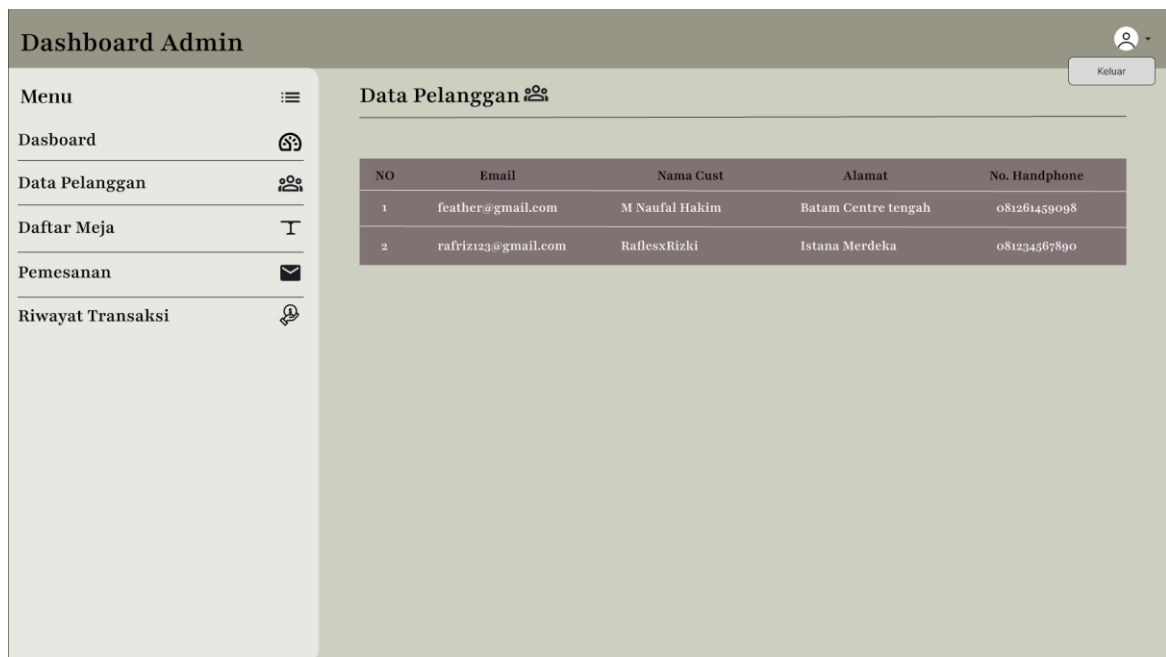 Dashboard Admin
Keluar
Menu
Dasboard
Data Pelanggan
Daftar Meja
Pemesanan
Riwayat Transaksi
Data Pelanggan
NO Email Nama Cust Alamat No. Handphone
1 feather@gmail.com M Naufal Hakim Batam Centre tengah 081261459098
2 rafriz123@gmail.com RaflesxRizki Istana Merdeka 081234567890